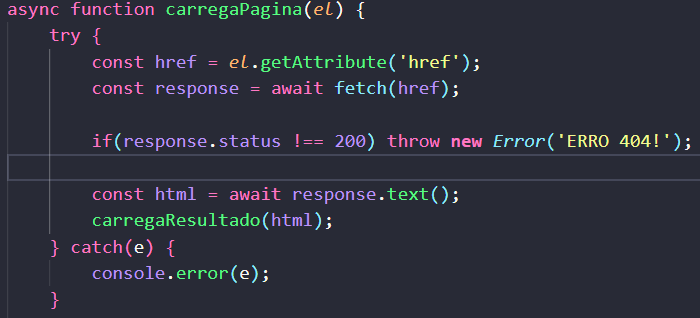 async function carregaPagina(el) {
    try {
        const href = el.getAttribute('href');
        const response = await fetch(href);

        if(response.status !== 200) throw new Error('ERRO 404!');

        const html = await response.text();
        carregaResultado(html);
    } catch(e) {
        console.error(e);
    }